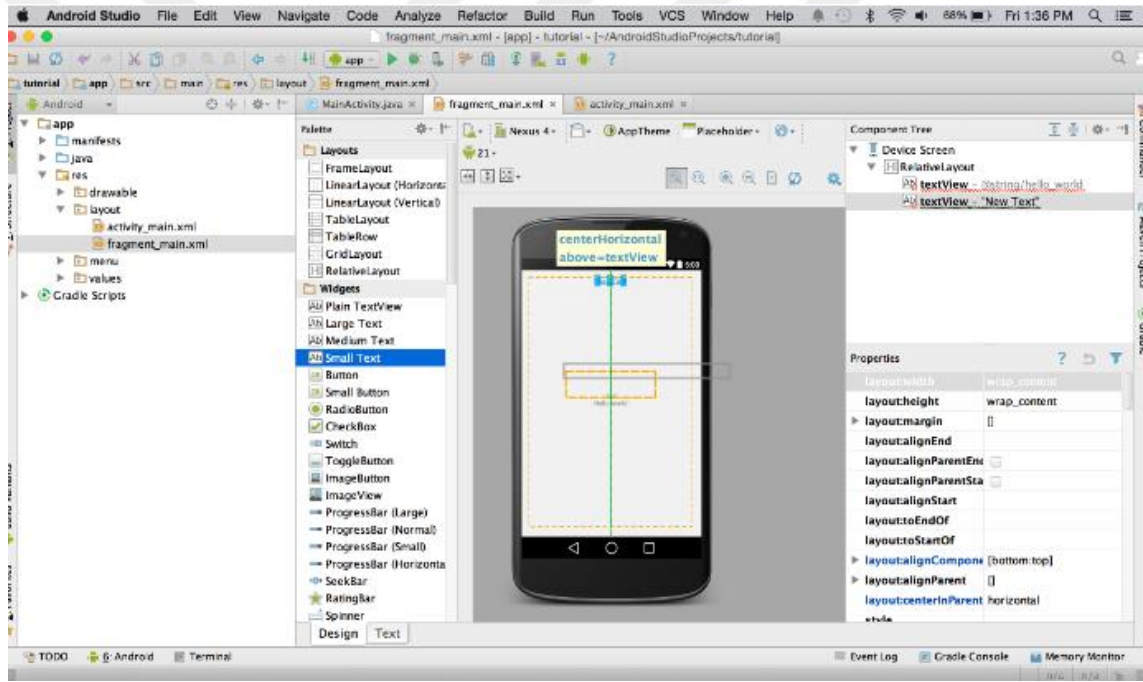 Android Studio File Edit View Navigate Code Analyze Refactor Build Run Tools VCS Window Help 68% Fri 1:36 PM
fragment_main.xml - [app] - tutorial - [~/AndroidStudioProjects/tutorial]
app
tutorial app src main res layout fragment_main.xml
Android
MainActivity.java fragment_main.xml activity_main.xml
app
manifests
java
res
drawable
layout
activity_main.xml
fragment_main.xml
menu
values
Gradle Scripts
Palette
Layouts
FrameLayout
LinearLayout (Horizonta
LinearLayout (Vertical)
TableLayout
TableRow
GridLayout
RelativeLayout
Widgets
Plain TextView
Large Text
Medium Text
Small Text
Button
Small Button
RadioButton
CheckBox
Switch
ToggleButton
ImageButton
ImageView
ProgressBar (Large)
ProgressBar (Normal)
ProgressBar (Small)
ProgressBar (Horizonta
SeekBar
RatingBar
Spinner
Design Text
Nexus 4 AppTheme Placeholder
21
centerHorizontal
above=textView
5:00
Component Tree
Device Screen
RelativeLayout
textView - @string/hello_world
textView - "New Text"
Properties
layout:width wrap_content
layout:height wrap_content
layout:margin []
layout:alignEnd
layout:alignParentEnd
layout:alignParentSta
layout:alignStart
layout:toEndOf
layout:toStartOf
layout:alignCompone [bottom:top]
layout:alignParent []
layout:centerInParent horizontal
style
TODO 6: Android Terminal Event Log Gradle Console Memory Monitor
n/a n/a